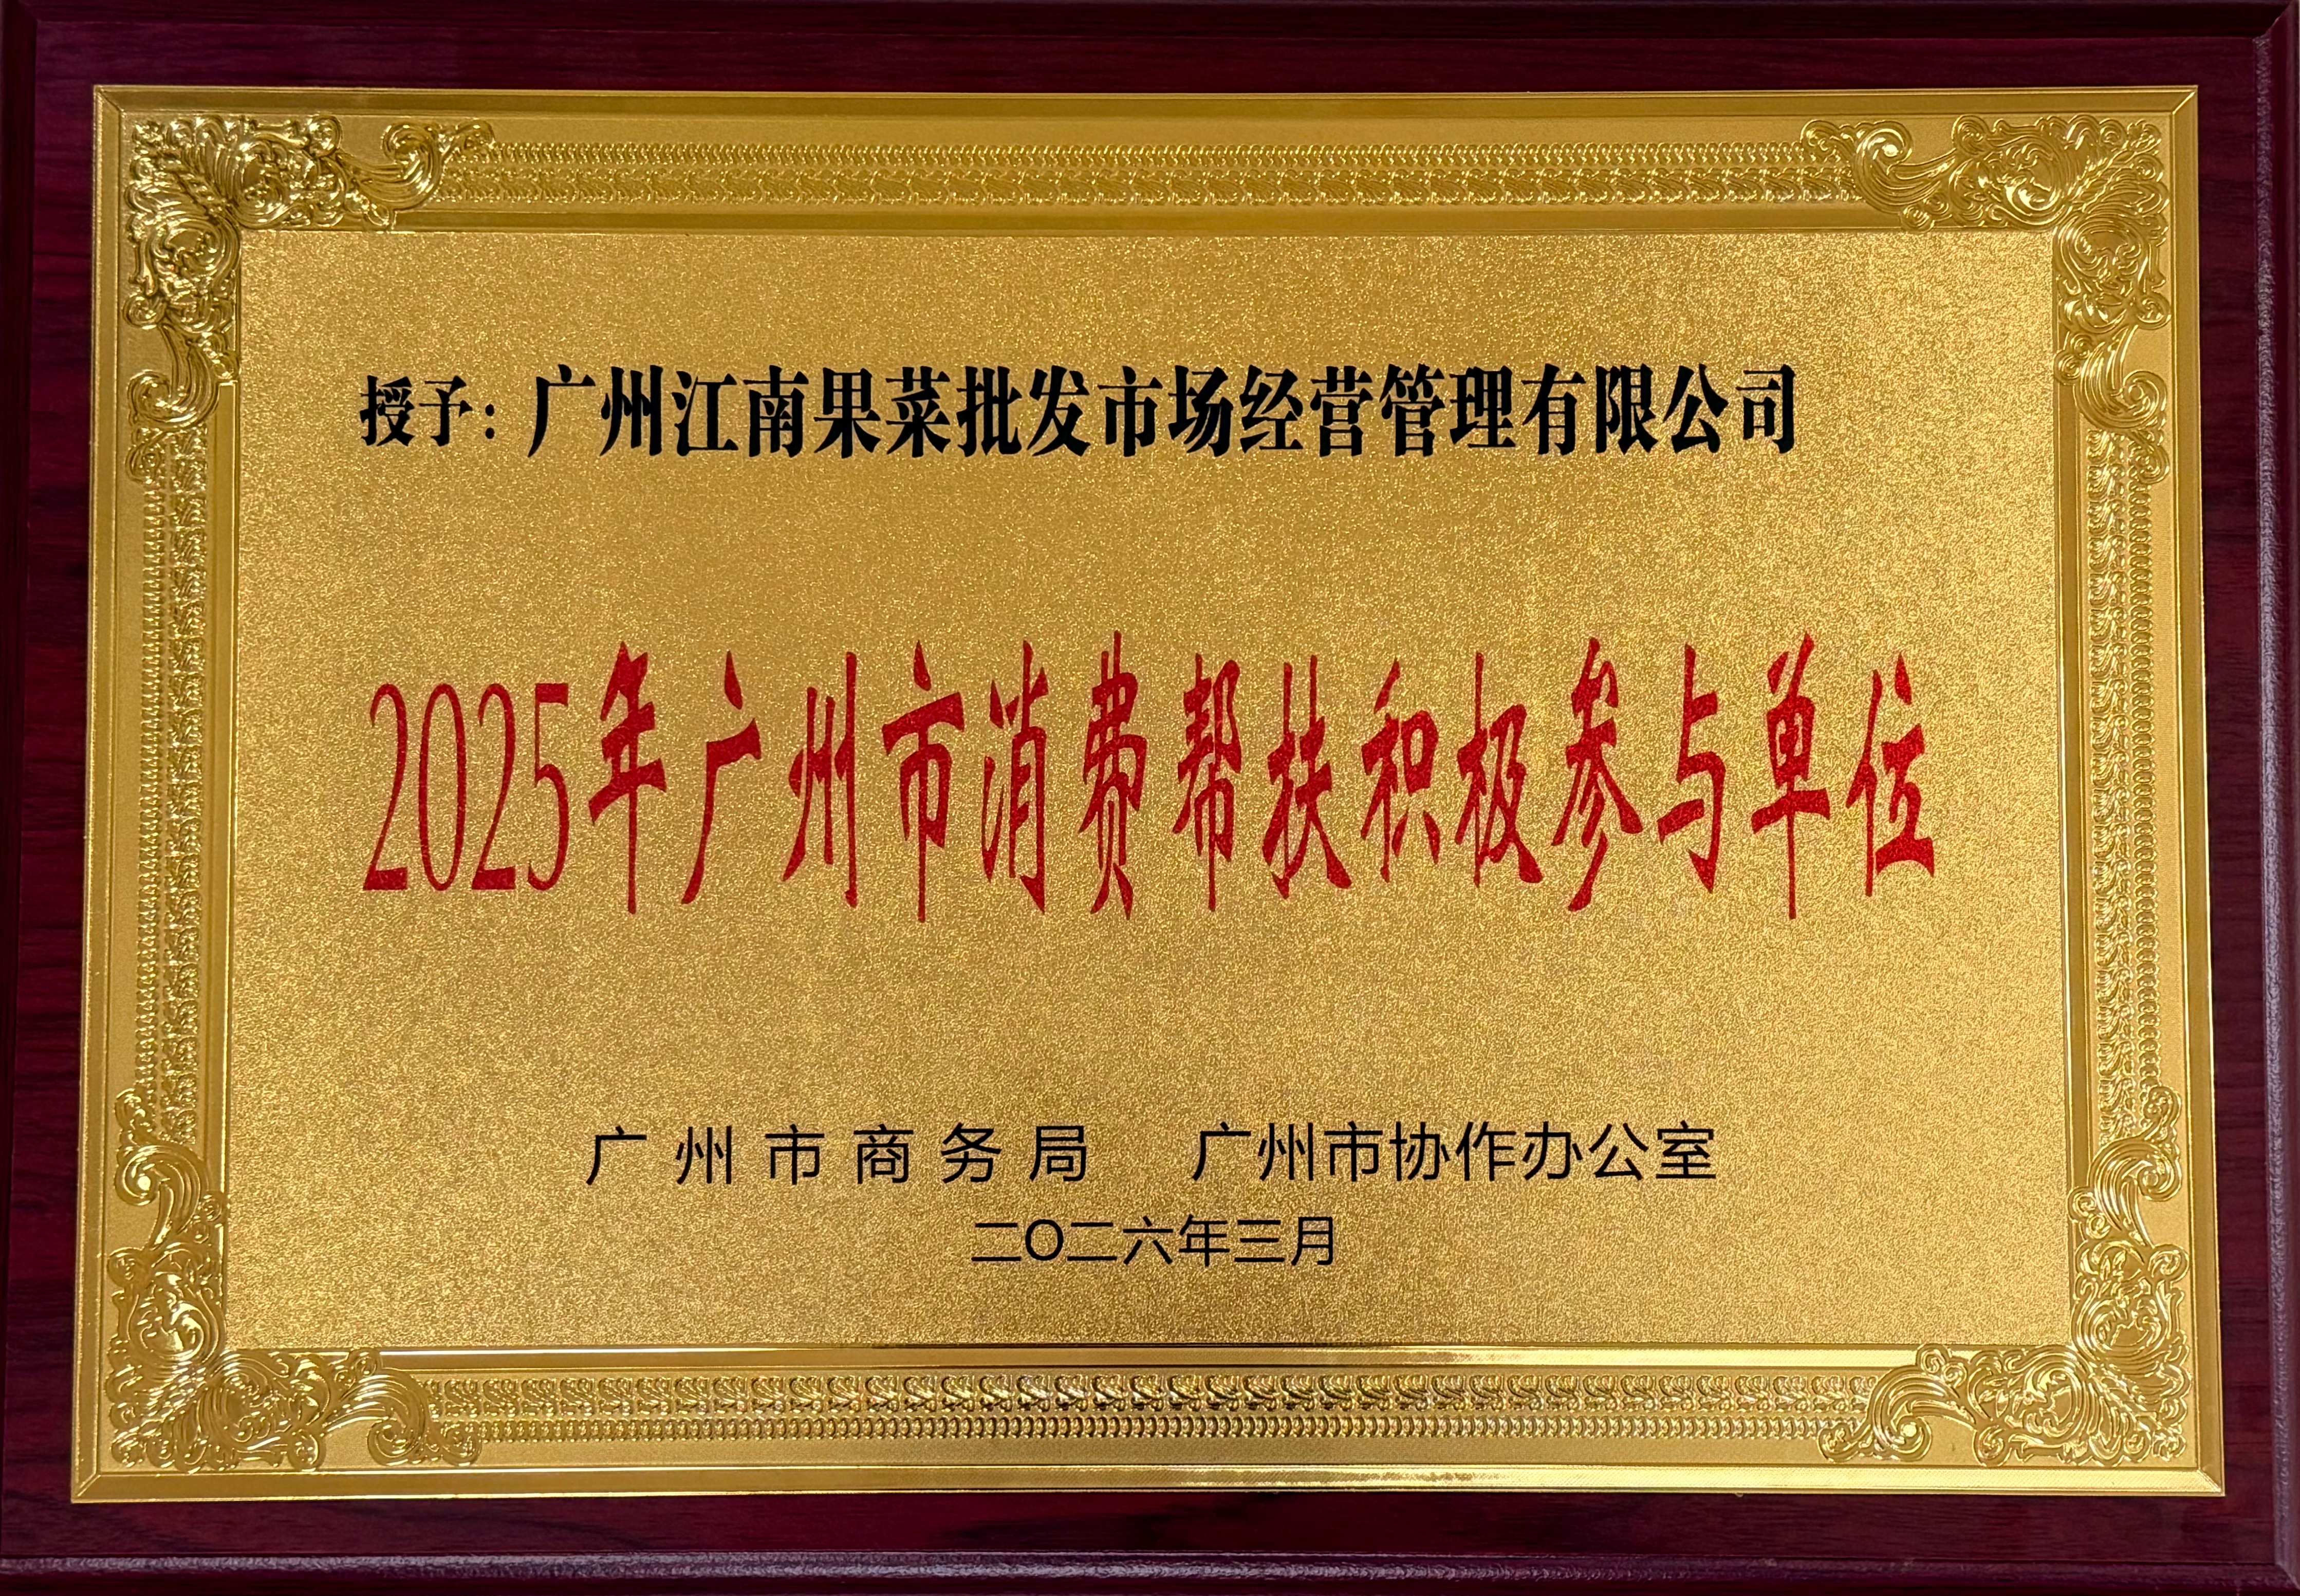 授予：广州江南果菜批发市场经营管理有限公司
2025年广州市消费帮扶积极参与单位
广州市商务局 广州市协作办公室
二O二六年三月